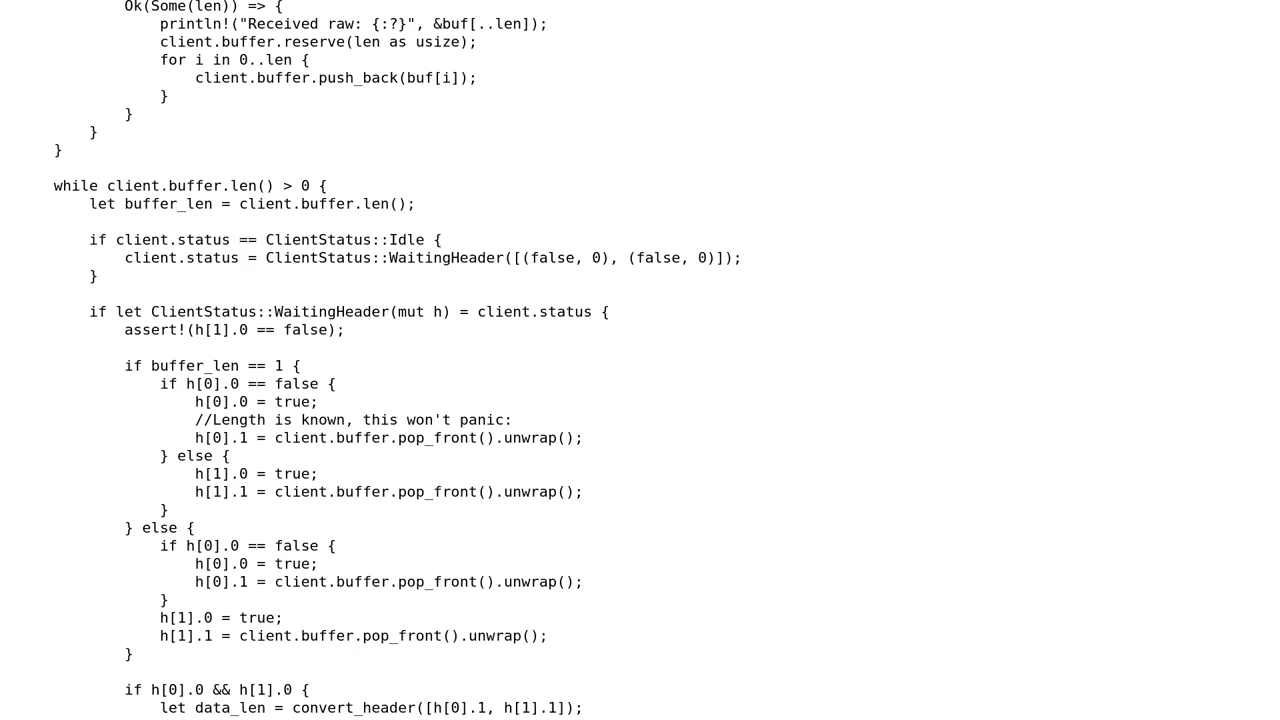 Ok(Some(len)) => {
println!("Received raw: {:?}", &buf[..len]);
client.buffer.reserve(len as usize);
for i in 0..len {
client.buffer.push_back(buf[i]);
}
}
}
}
while client.buffer.len() > 0 {
let buffer_len = client.buffer.len();
if client.status == ClientStatus::Idle {
client.status = ClientStatus::WaitingHeader([(false, 0), (false, 0)]);
}
if let ClientStatus::WaitingHeader(mut h) = client.status {
assert!(h[1].0 == false);
if buffer_len == 1 {
if h[0].0 == false {
h[0].0 = true;
//Length is known, this won't panic:
h[0].1 = client.buffer.pop_front().unwrap();
} else {
h[1].0 = true;
h[1].1 = client.buffer.pop_front().unwrap();
}
} else {
if h[0].0 == false {
h[0].0 = true;
h[0].1 = client.buffer.pop_front().unwrap();
}
h[1].0 = true;
h[1].1 = client.buffer.pop_front().unwrap();
}
if h[0].0 && h[1].0 {
let data_len = convert_header([h[0].1, h[1].1]);